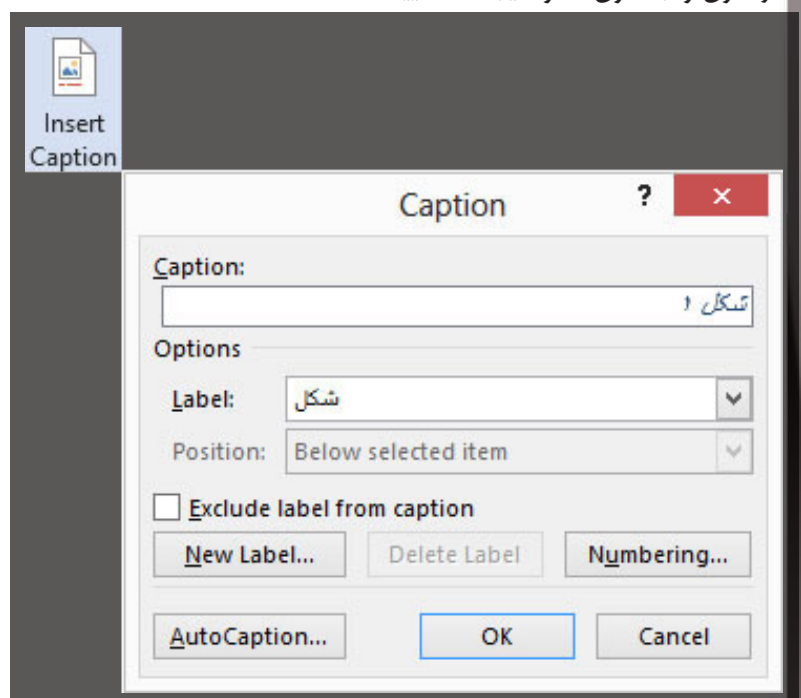 Insert
Caption
Caption
?
Caption:
شکل ۱
Options
Label:
شکل
Position:
Below selected item
Exclude label from caption
New Label...
Delete Label
Numbering...
AutoCaption...
OK
Cancel